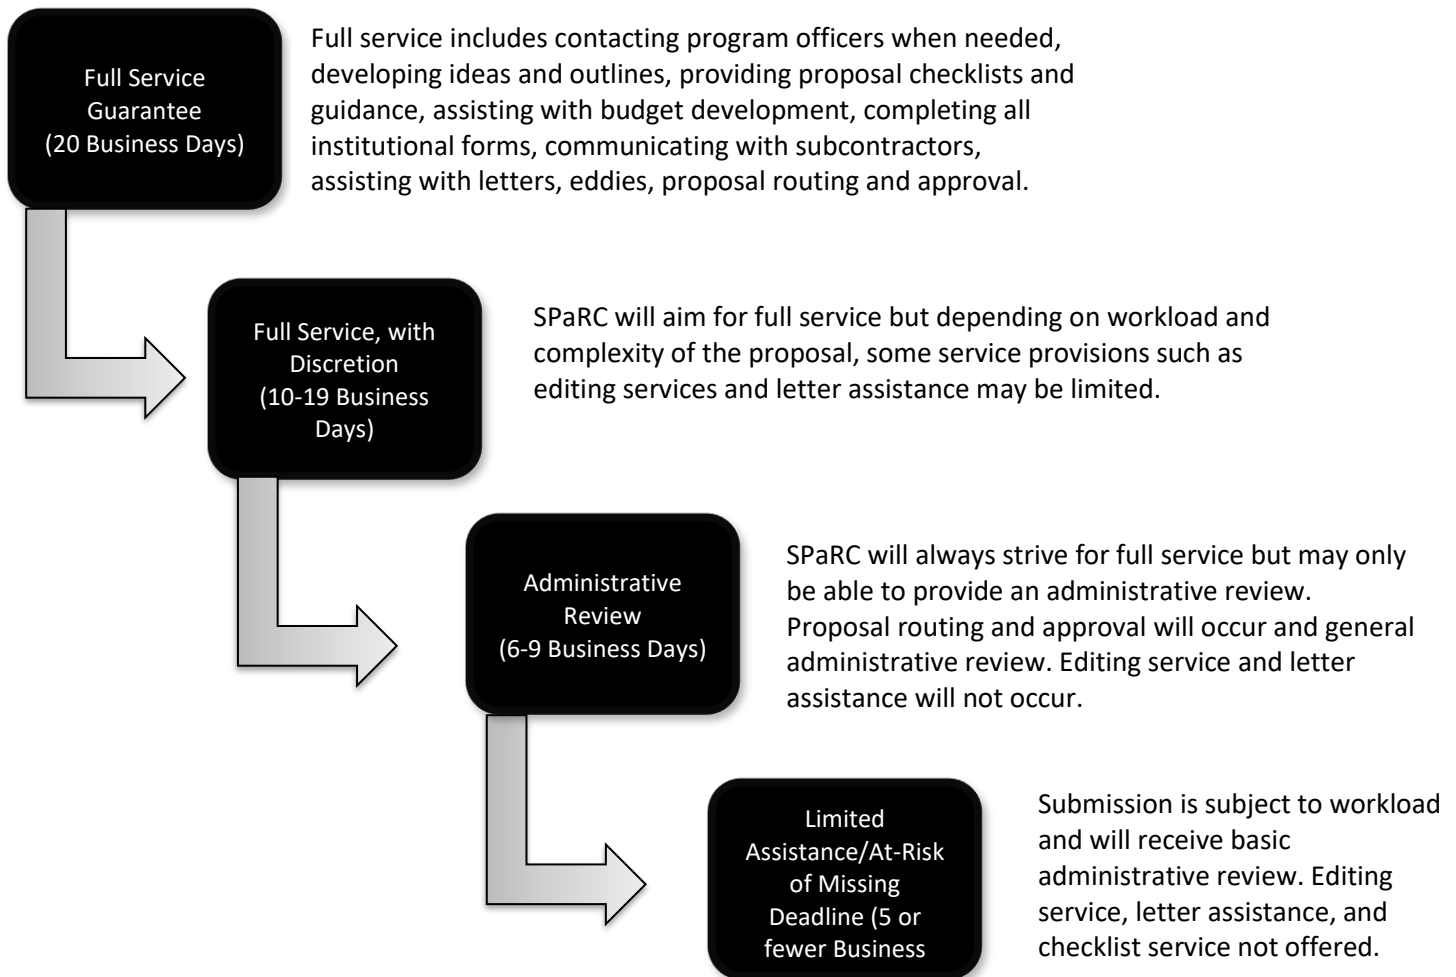 Full Service
Guarantee
(20 Business Days)
Full service includes contacting program officers when needed,
developing ideas and outlines, providing proposal checklists and
guidance, assisting with budget development, completing all
institutional forms, communicating with subcontractors,
assisting with letters, eddies, proposal routing and approval.
Full Service, with
Discretion
(10-19 Business
Days)
SPaRC will aim for full service but depending on workload and
complexity of the proposal, some service provisions such as
editing services and letter assistance may be limited.
Administrative
Review
(6-9 Business Days)
SPaRC will always strive for full service but may only
be able to provide an administrative review.
Proposal routing and approval will occur and general
administrative review. Editing service and letter
assistance will not occur.
Limited
Assistance/At-Risk
of Missing
Deadline (5 or
fewer Business
Submission is subject to workload
and will receive basic
administrative review. Editing
service, letter assistance, and
checklist service not offered.